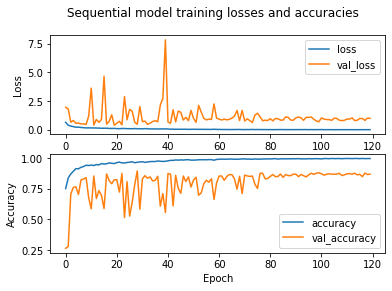 Sequential model training losses and accuracies
7.5
5.0
2.5
0.0
Loss
loss
val_loss
0 20 40 60 80 100 120
1.00
0.75
0.50
0.25
Accuracy
accuracy
val_accuracy
0 20 40 60 80 100 120
Epoch